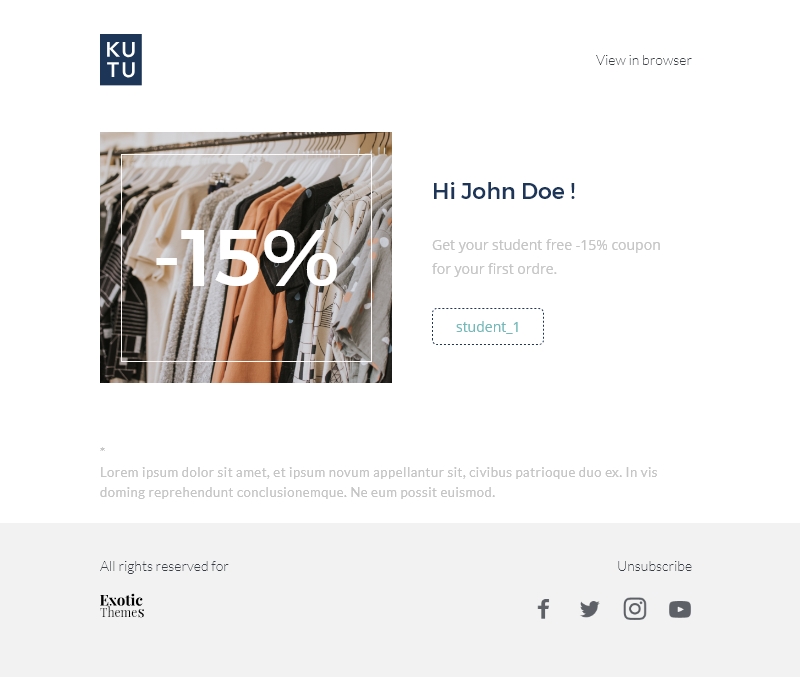 KU
TU
View in browser
-15%
Hi John Doe !
Get your student free -15% coupon
for your first ordre.
student_1
*
Lorem ipsum dolor sit amet, et ipsum novum appellantur sit, civibus patrioque duo ex. In vis
doming reprehendunt conclusionemque. Ne eum possit euismod.
All rights reserved for
Unsubscribe
Exotic
Themes